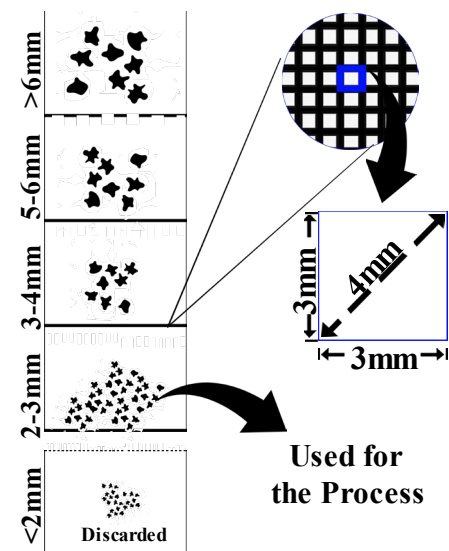 >6mm
5-6mm
3-4mm
2-3mm
<2mm
Discarded
3mm
4mm
3mm
Used for
the Process